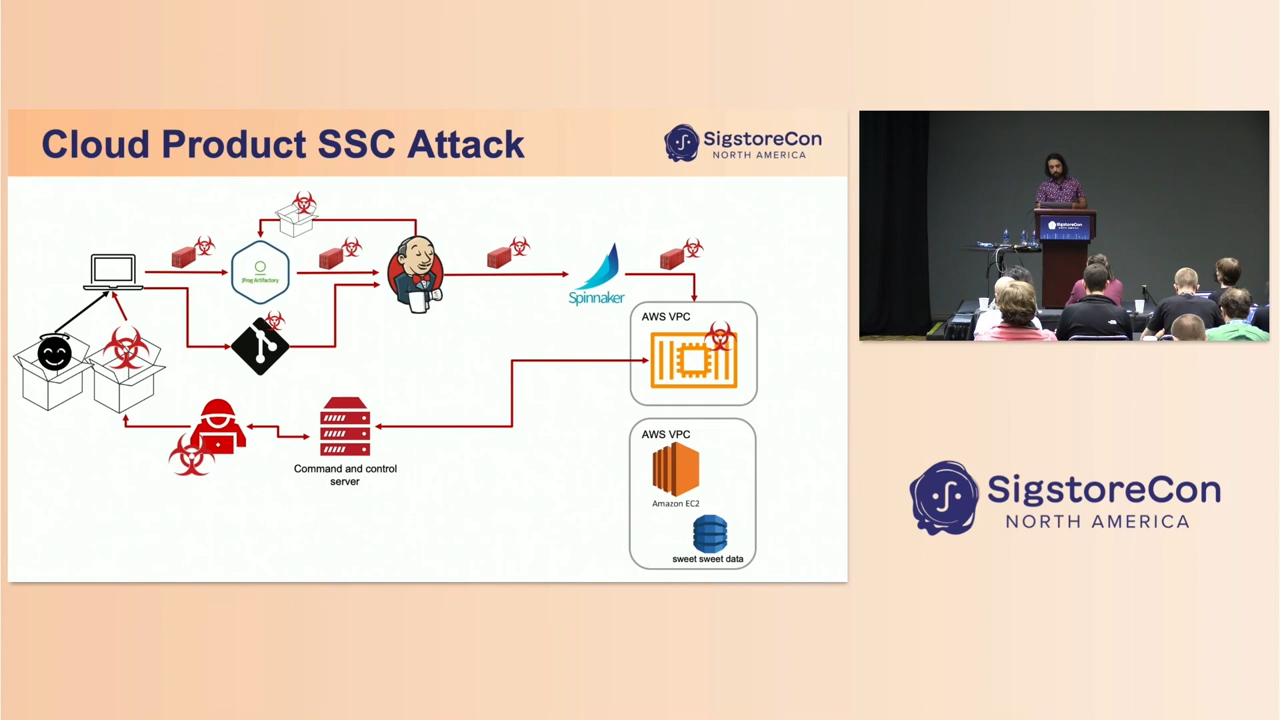 Cloud Product SSC Attack
SigstoreCon
NORTH AMERICA
JFrog Artifactory
Spinnaker
AWS VPC
Command and control
server
AWS VPC
Amazon EC2
sweet sweet data
SigstoreCon
SigstoreCon
NORTH AMERICA